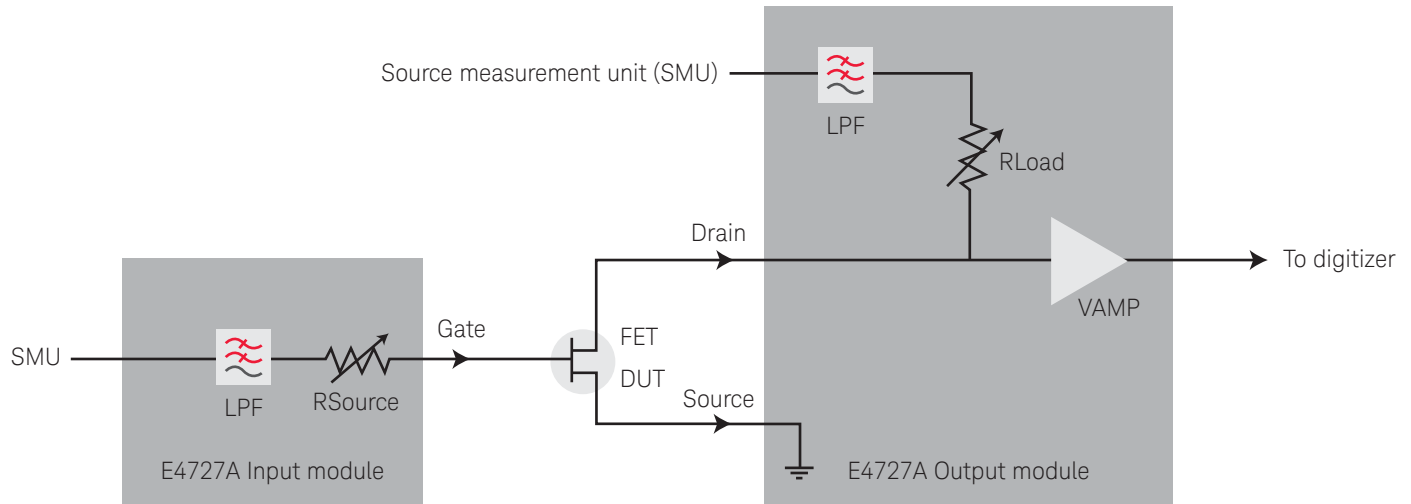 Source measurement unit (SMU)
LPF
RLoad
Drain
To digitizer
VAMP
SMU
Gate
FET
DUT
LPF
RSource
Source
E4727A Input module
E4727A Output module